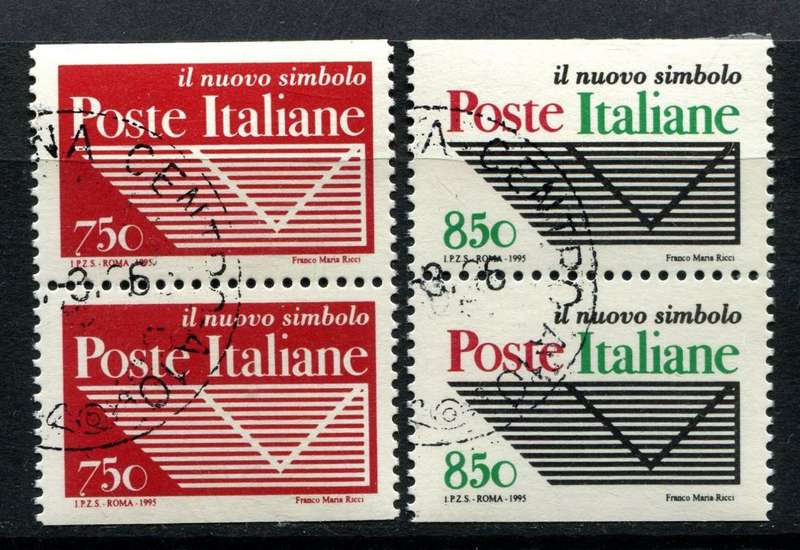 il nuovo simbolo
Poste Italiane
750
I.P.Z.S. - ROMA - 1995
Franco Maria Ricci
il nuovo simbolo
Poste Italiane
750
I.P.Z.S. - ROMA - 1995
Franco Maria Ricci
il nuovo simbolo
Poste Italiane
850
I.P.Z.S. - ROMA - 1995
Franco Maria Ricci
il nuovo simbolo
Poste Italiane
850
I.P.Z.S. - ROMA - 1995
Franco Maria Ricci